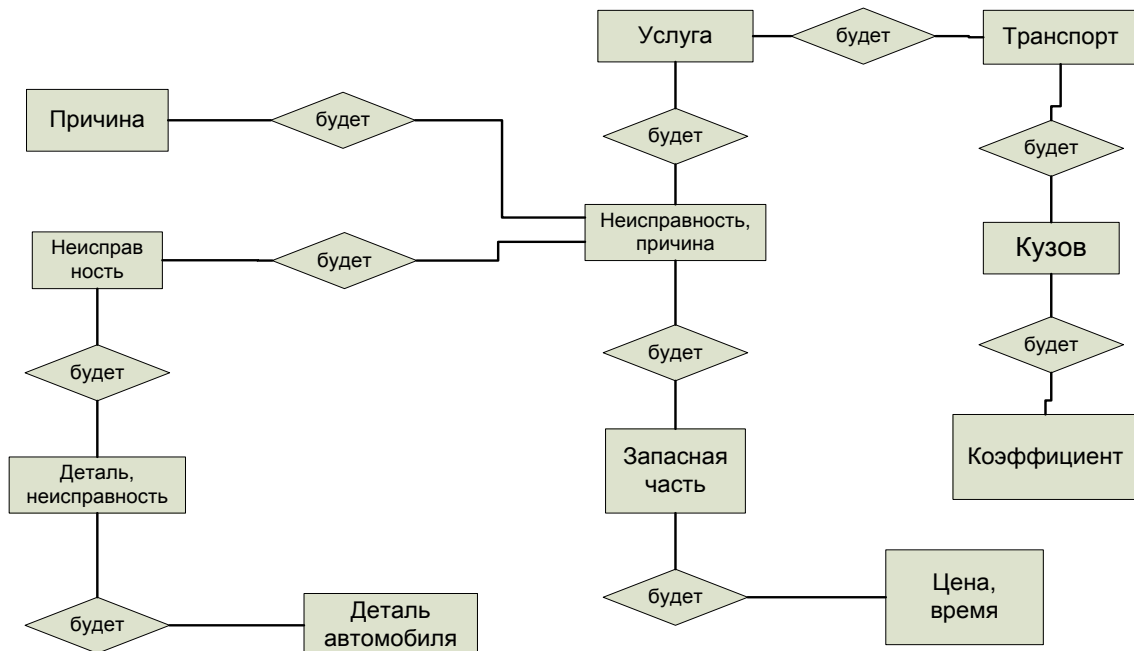 Услуга
будет
Транспорт
Причина
будет
будет
будет
Неисправность,
причина
Неисправ
ность
будет
Кузов
будет
будет
будет
Деталь,
неисправность
Запасная
часть
Коэффициент
будет
Деталь
автомобиля
будет
Цена,
время